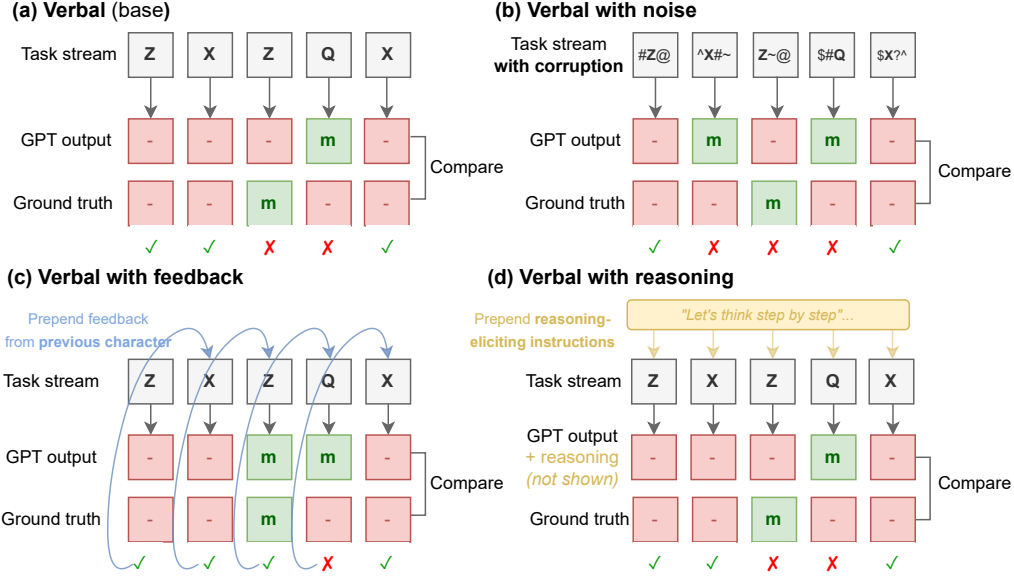 (a) Verbal (base)
Task stream
Z X Z Q X
GPT output
- - - m -
Compare
Ground truth
- - m - -
✓ ✓ ✗ ✗ ✓
(b) Verbal with noise
Task stream
with corruption
#Z@ ^X#~ Z~@ $#Q $X?^
GPT output
- m - m -
Compare
Ground truth
- - m - -
✓ ✗ ✗ ✗ ✓
(c) Verbal with feedback
Prepend feedback
from previous character
Task stream
Z X Z Q X
GPT output
- - m m -
Compare
Ground truth
- - m - -
✓ ✓ ✓ ✗ ✓
(d) Verbal with reasoning
Prepend reasoning-
eliciting instructions
"Let's think step by step"...
Task stream
Z X Z Q X
GPT output
+ reasoning
(not shown)
- - - m -
Compare
Ground truth
- - m - -
✓ ✓ ✗ ✗ ✓